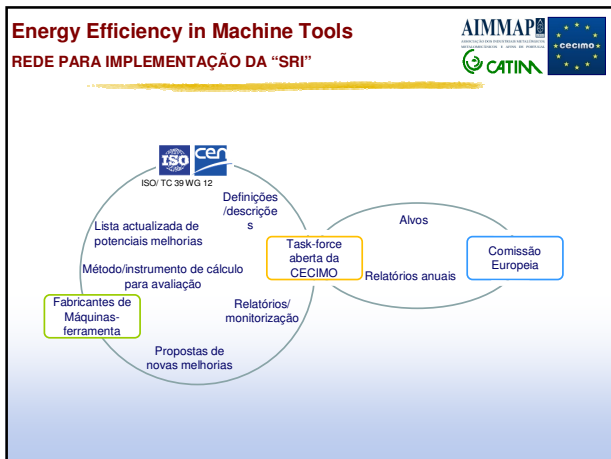 Energy Efficiency in Machine Tools
REDE PARA IMPLEMENTAÇÃO DA “SRI”
AIMMAP
CATIM
cecimo
ISO
cen
ISO/ TC 39 WG 12
Definições
/descriçõe
s
Lista actualizada de
potenciais melhorias
Método/instrumento de cálculo
para avaliação
Fabricantes de
Máquinas-
ferramenta
Relatórios/
monitorização
Propostas de
novas melhorias
Task-force
aberta da
CECIMO
Alvos
Relatórios anuais
Comissão
Europeia